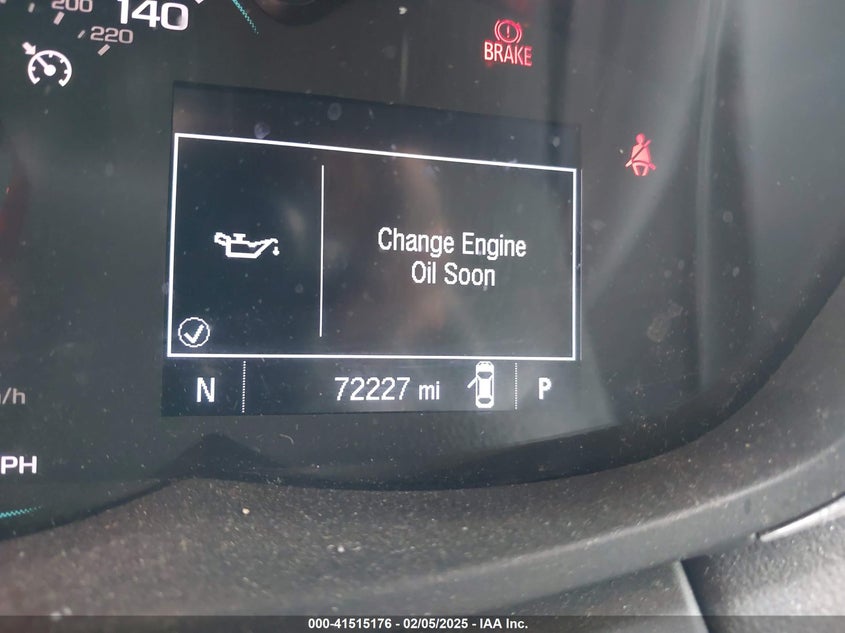 200
140
220
BRAKE
Change Engine
Oil Soon
N 72227 mi P
/h
PH
000-41515176 - 02/05/2025 - IAA Inc.